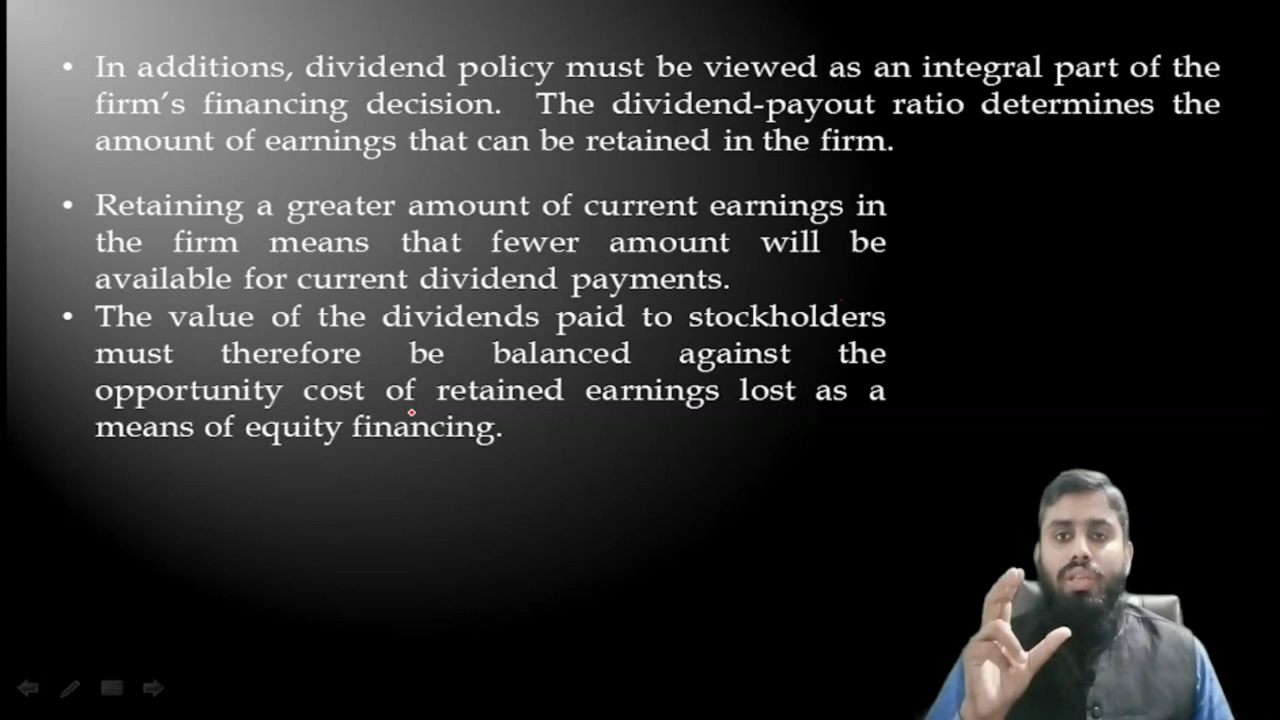 • In additions, dividend policy must be viewed as an integral part of the
firm’s financing decision. The dividend-payout ratio determines the
amount of earnings that can be retained in the firm.
• Retaining a greater amount of current earnings in
the firm means that fewer amount will be
available for current dividend payments.
• The value of the dividends paid to stockholders
must therefore be balanced against the
opportunity cost of retained earnings lost as a
means of equity financing.